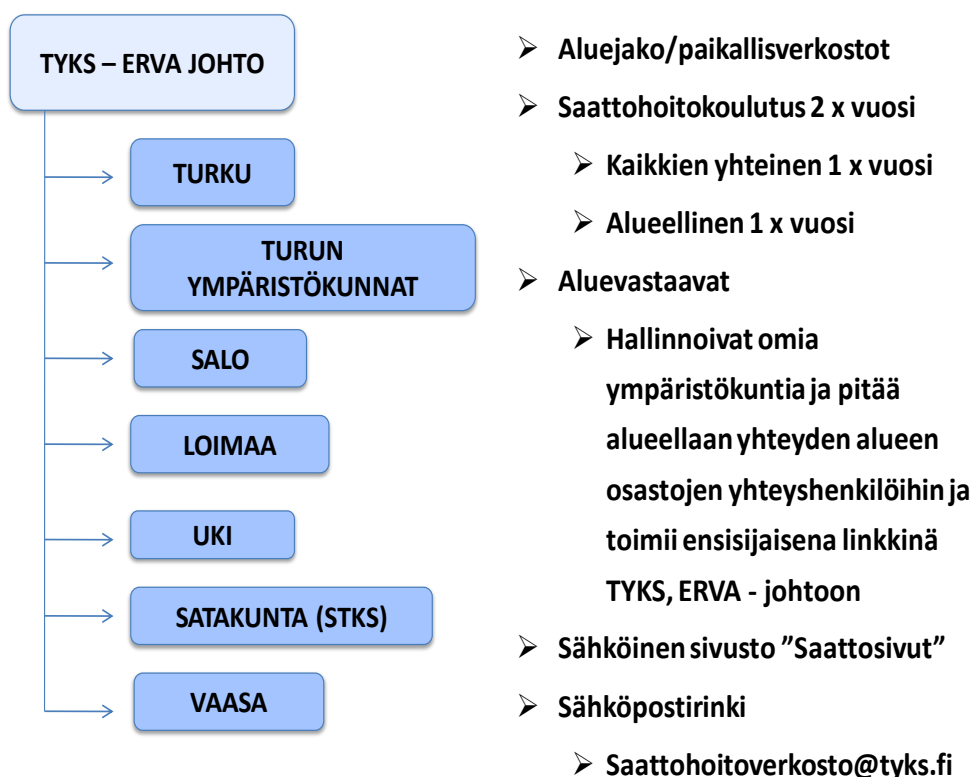 TYKS – ERVA JOHTO
TURKU
TURUN
YMPÄRISTÖKUNNAT
SALO
LOIMAA
UKI
SATAKUNTA (STKS)
VAASA
➢ Aluejako/paikallisverkostot
➢ Saattohoitokoulutus 2 x vuosi
➢ Kaikkien yhteinen 1 x vuosi
➢ Alueellinen 1 x vuosi
➢ Aluevastaavat
➢ Hallinnoivat omia
ympäristökuntia ja pitää
alueellaan yhteyden alueen
osastojen yhteyshenkilöihin ja
toimii ensisijaisena linkkinä
TYKS, ERVA - johtoon
➢ Sähköinen sivusto ”Saattosivut”
➢ Sähköpostirinki
➢ Saattohoitoverkosto@tyks.fi